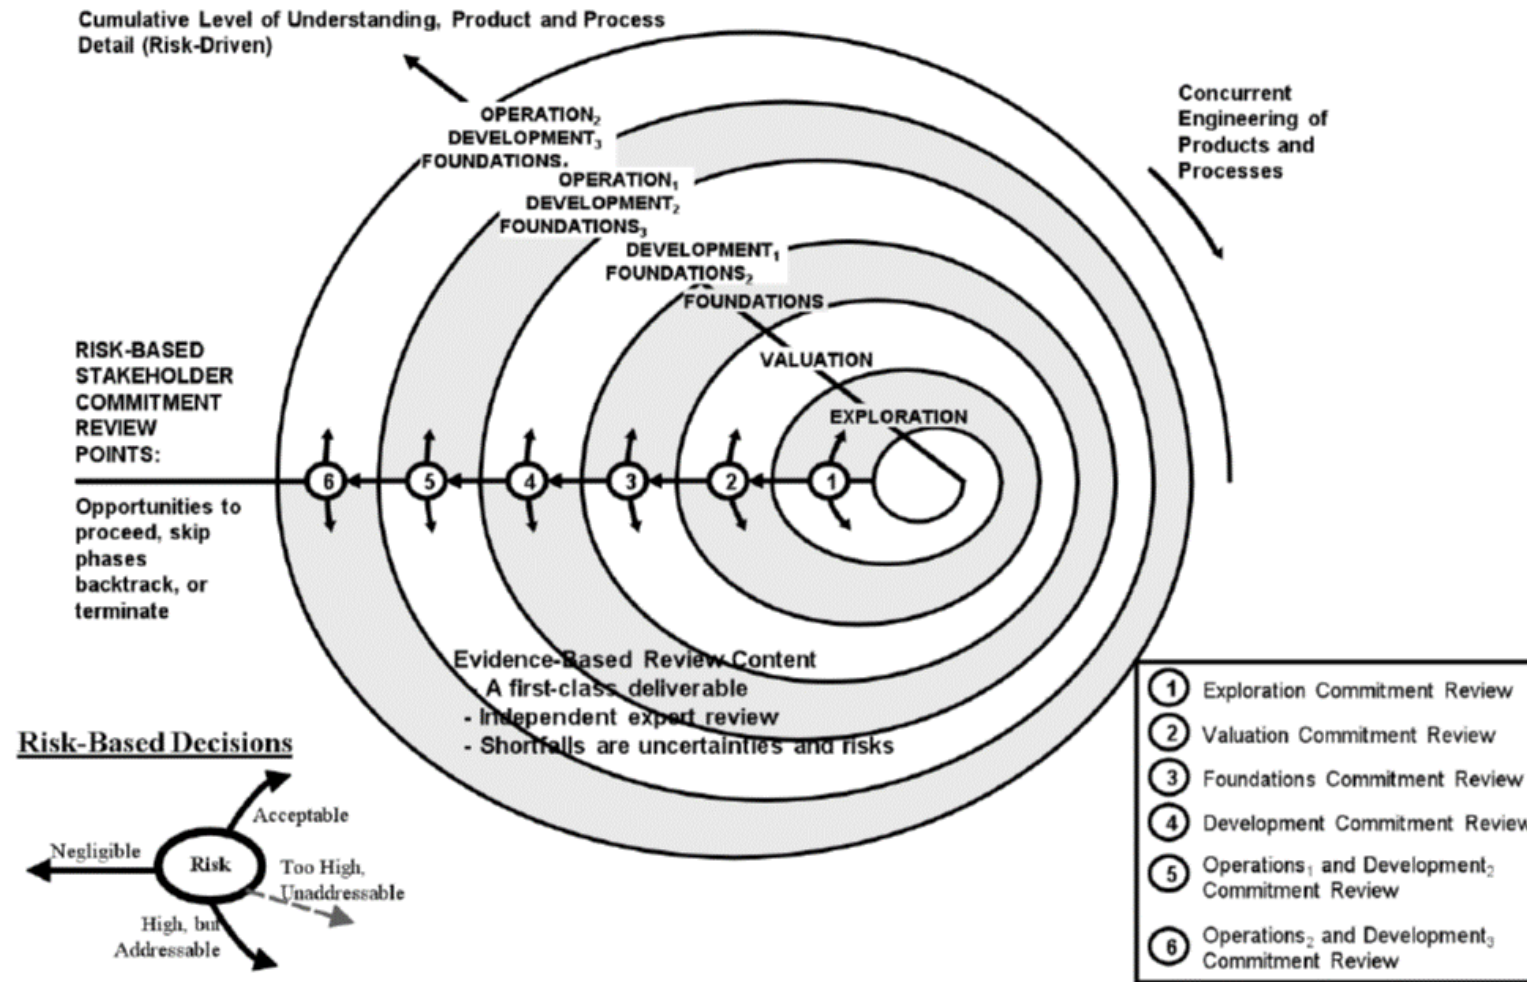 Cumulative Level of Understanding, Product and Process
Detail (Risk-Driven)
Concurrent
Engineering of
Products and
Processes
OPERATION₂
DEVELOPMENT₃
FOUNDATIONS
OPERATION₁
DEVELOPMENT₂
FOUNDATIONS₃
DEVELOPMENT₁
FOUNDATIONS₂
FOUNDATIONS
VALUATION
EXPLORATION
RISK-BASED
STAKEHOLDER
COMMITMENT
REVIEW
POINTS:
6 5 4 3 2 1
Opportunities to
proceed, skip
phases
backtrack, or
terminate
Evidence-Based Review Content
- A first-class deliverable
- Independent expert review
- Shortfalls are uncertainties and risks
Risk-Based Decisions
Acceptable
Negligible
Risk
Too High,
Unaddressable
High, but
Addressable
1 Exploration Commitment Review
2 Valuation Commitment Review
3 Foundations Commitment Review
4 Development Commitment Review
5 Operations₁ and Development₂
Commitment Review
6 Operations₂ and Development₃
Commitment Review